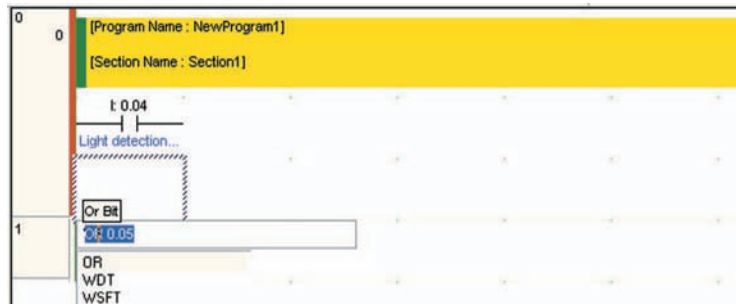 0
0
[Program Name : NewProgram1]
[Section Name : Section1]
I: 0.04
Light detection...
Or Bit
1
OR 0.05
OR
WDT
WSFT